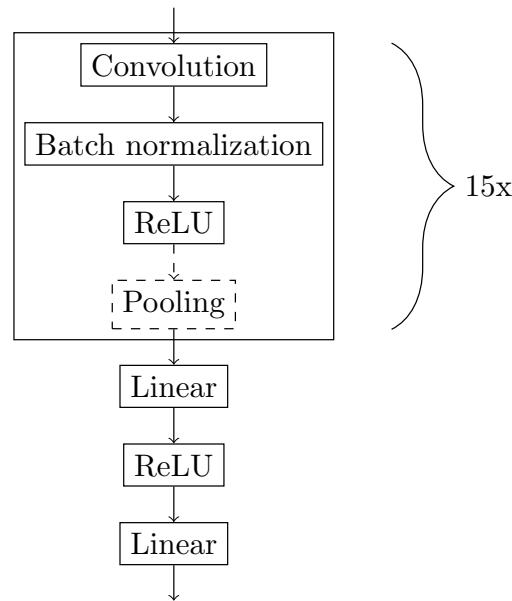 Convolution
Batch normalization
15x
ReLU
Pooling
Linear
ReLU
Linear